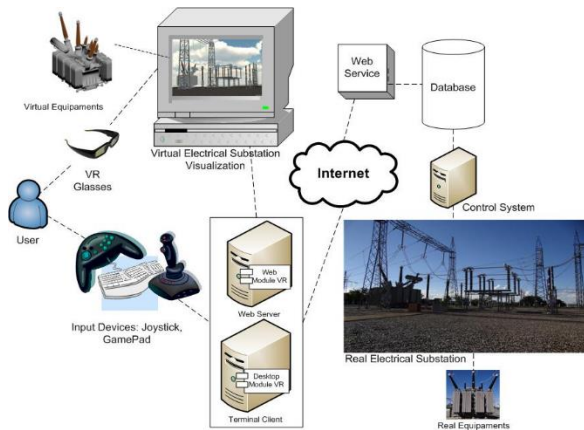 Virtual Equipaments
VR
Glasses
User
Input Devices: Joystick,
GamePad
Virtual Electrical Substation
Visualization
Web
Module VR
Web Server
Desktop
Module VR
Terminal Client
Internet
Web
Service
Database
Control System
Real Electrical Substation
Real Equipaments